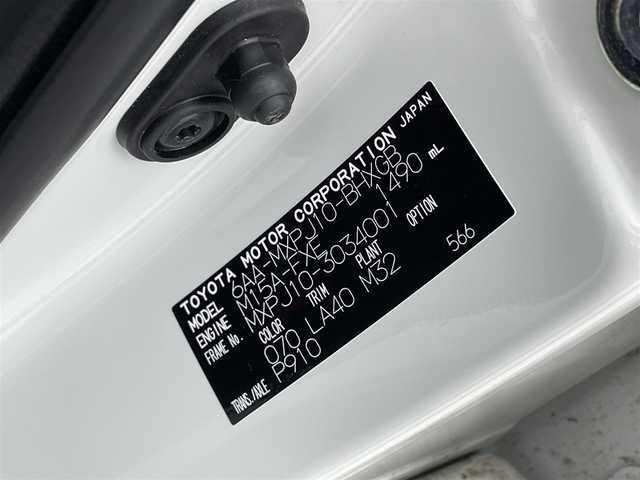 TOYOTA MOTOR CORPORATION JAPAN
MODEL 6AA-MXPJ10-BHXGB
ENGINE M15A-FXE 1490 mL
FRAME No. MXPJ10-3034001
COLOR TRIM PLANT OPTION
070 LA40 M32
TRANS./AXLE P910 566